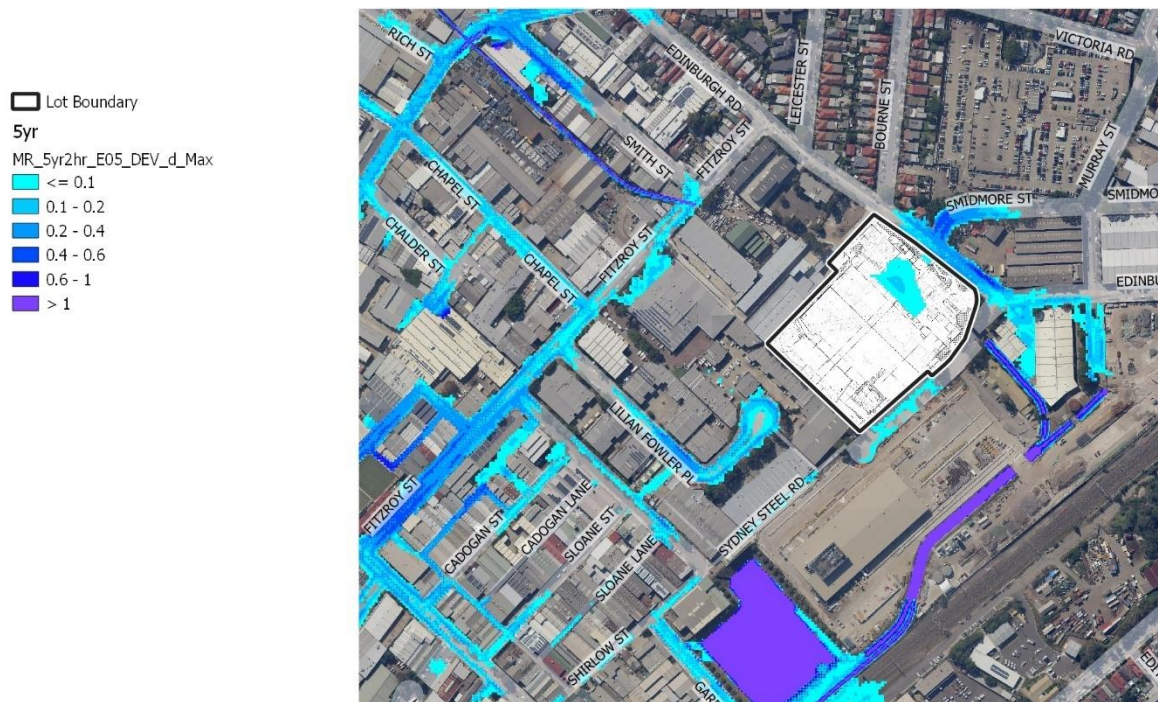 Lot Boundary
5yr
MR_5yr2hr_E05_DEV_d_Max
<= 0.1
0.1 - 0.2
0.2 - 0.4
0.4 - 0.6
0.6 - 1
> 1
RICH ST
EDINBURGH RD
LEICESTER ST
BOURNE ST
VICTORIA RD
MURRAY ST
SMITH ST
FITZROY ST
SMIDMORE ST
SMIDMO
CHAPEL ST
CHALDER ST
CHAPEL ST
FITZROY ST
EDINBU
LILIAN FOWLER PL
FITZROY ST
CADOGAN ST
CADOGAN LANE
SLOANE ST
SLOANE LANE
SYDNEY STEEL RD
SHIRLOW ST
GAR